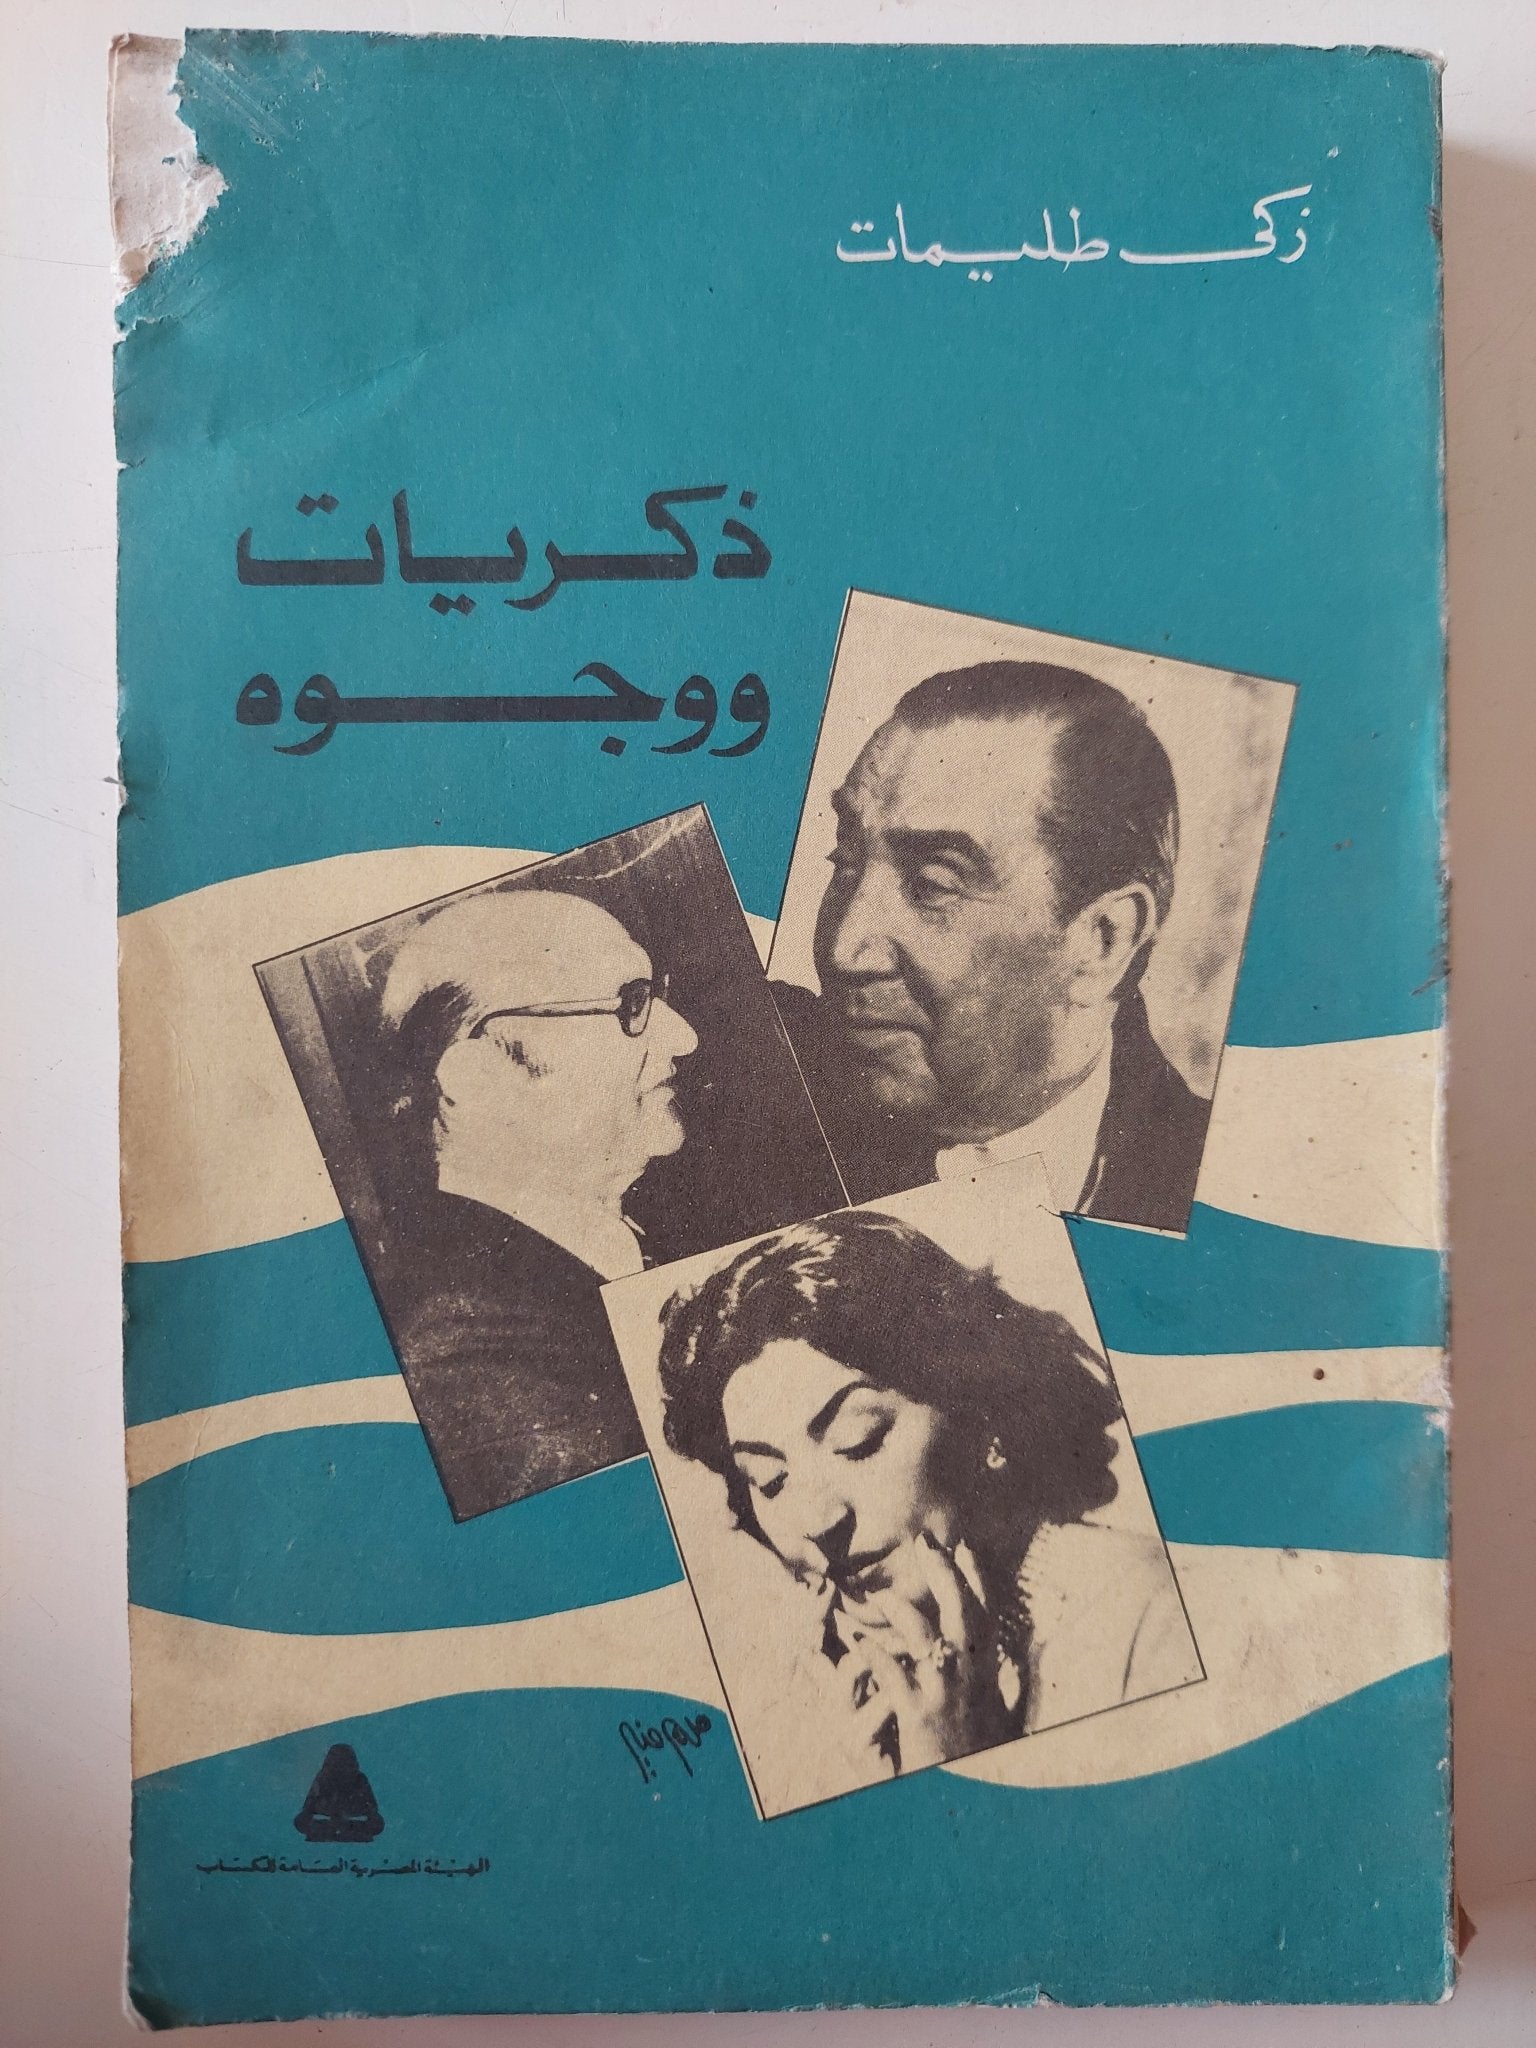 زكى طليمات
ذكريات
ووجوه
الهيئة المصرية العامة للكتاب